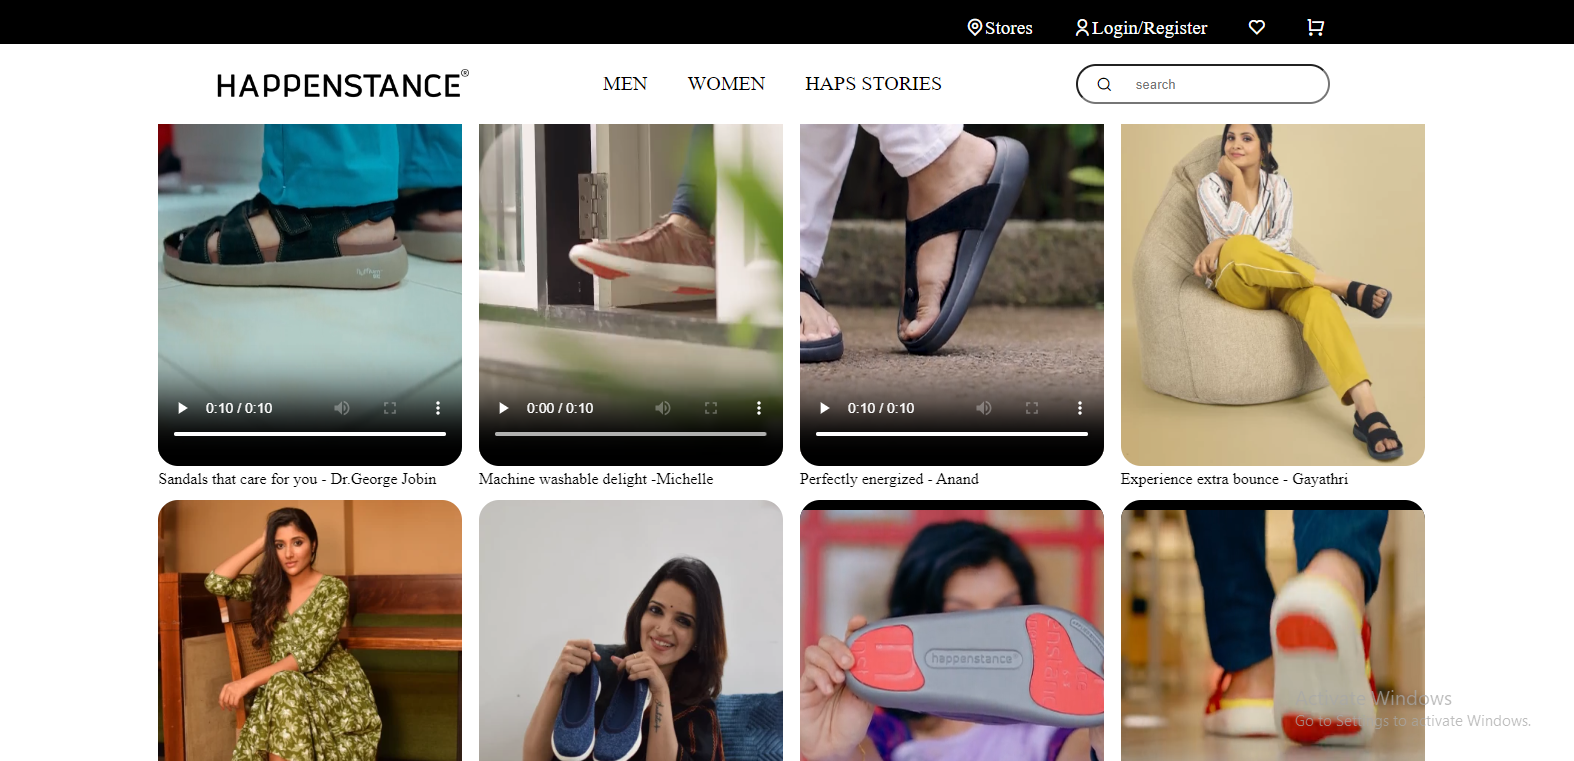 Stores
Login/Register
HAPPENSTANCE®
MEN
WOMEN
HAPS STORIES
search
0:10 / 0:10
0:00 / 0:10
0:10 / 0:10
Sandals that care for you - Dr.George Jobin
Machine washable delight -Michelle
Perfectly energized - Anand
Experience extra bounce - Gayathri
happenstance®
Activate Windows
Go to Settings to activate Windows.